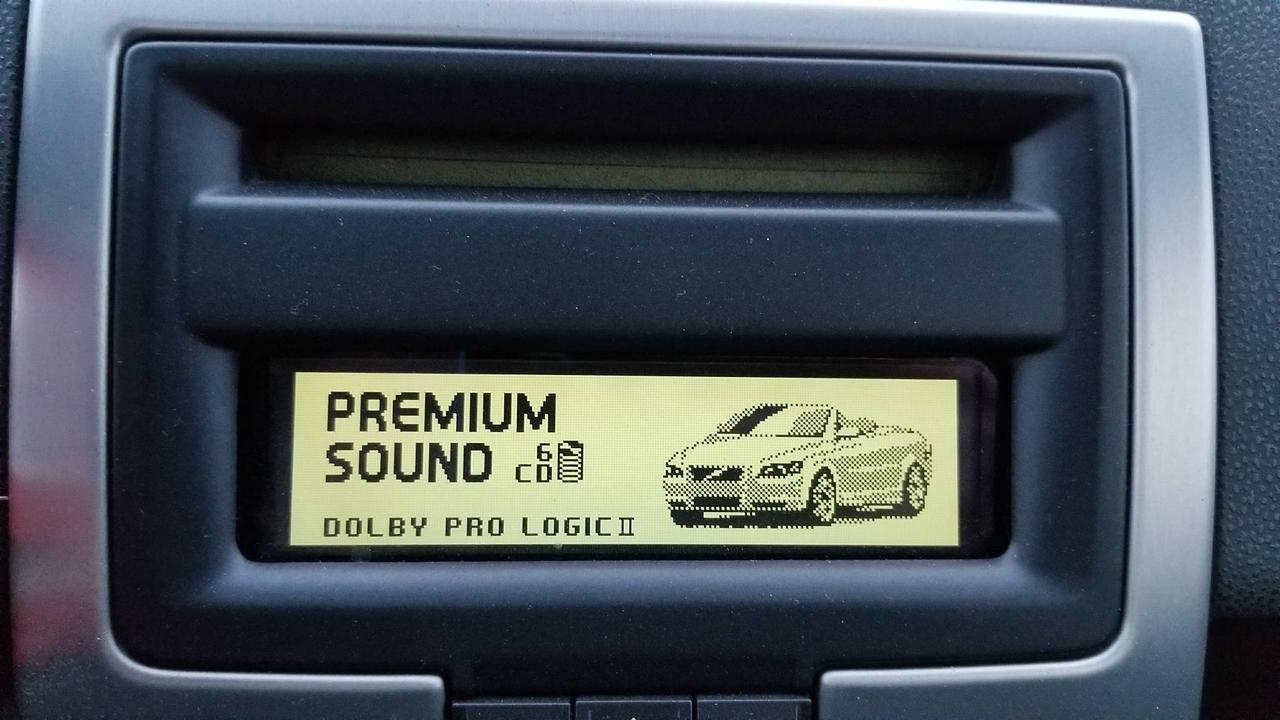 PREMIUM
SOUND 6 CD
DOLBY PRO LOGIC II